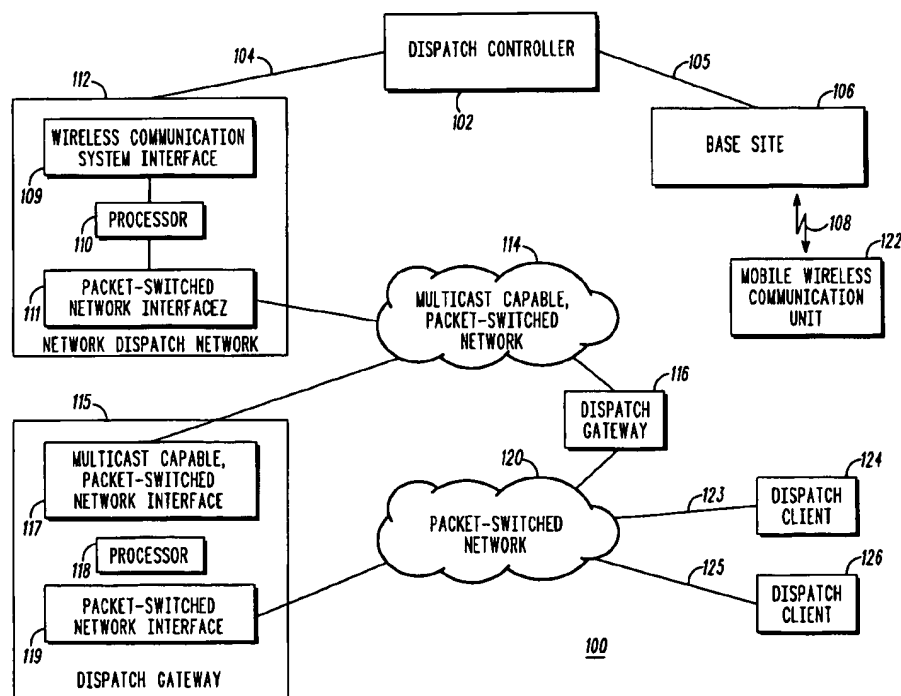 104
DISPATCH CONTROLLER
102
105
112
106
WIRELESS COMMUNICATION
SYSTEM INTERFACE
109
BASE SITE
PROCESSOR
110
108
114
122
PACKET-SWITCHED
NETWORK INTERFACEZ
111
NETWORK DISPATCH NETWORK
MULTICAST CAPABLE,
PACKET-SWITCHED
NETWORK
MOBILE WIRELESS
COMMUNICATION
UNIT
115
116
DISPATCH
GATEWAY
MULTICAST CAPABLE,
PACKET-SWITCHED
NETWORK INTERFACE
117
120
PACKET-SWITCHED
NETWORK
123
124
DISPATCH
CLIENT
PROCESSOR
118
125
126
DISPATCH
CLIENT
PACKET-SWITCHED
NETWORK INTERFACE
119
DISPATCH GATEWAY
100